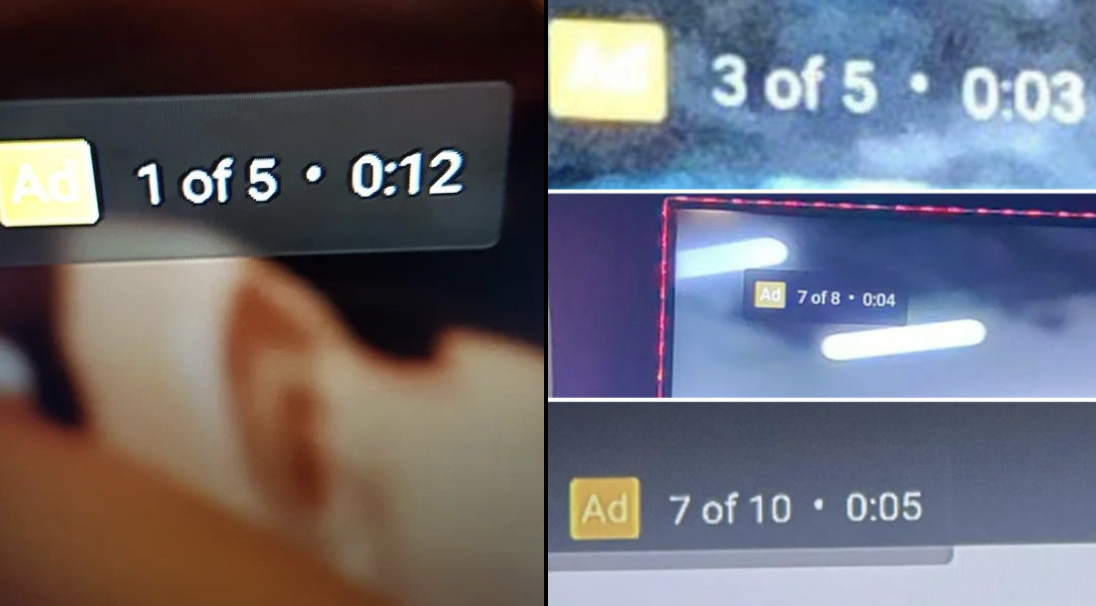 Ad 1 of 5 • 0:12
Ad 3 of 5 • 0:03
Ad 7 of 8 • 0:04
Ad 7 of 10 • 0:05